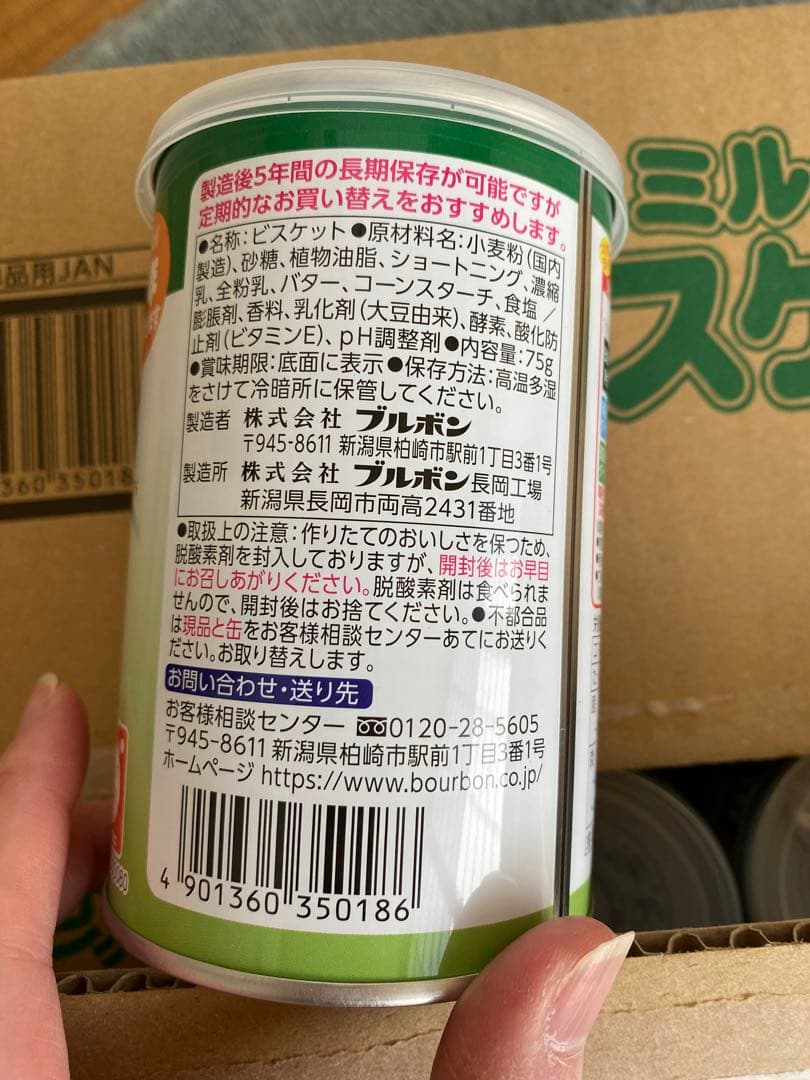 製造後5年間の長期保存が可能ですが
定期的なお買い替えをおすすめします。
●名称：ビスケット●原材料名：小麦粉(国内
製造)、砂糖、植物油脂、ショートニング、濃縮
乳、全粉乳、バター、コーンスターチ、食塩／
膨脹剤、香料、乳化剤(大豆由来)、酵素、酸化防
止剤(ビタミンE)、pH調整剤●内容量：75g
●賞味期限：底面に表示●保存方法：高温多湿
をさけて冷暗所に保管してください。
製造者 株式会社 ブルボン
〒945-8611 新潟県柏崎市駅前1丁目3番1号
製造所 株式会社 ブルボン 長岡工場
新潟県長岡市両高2431番地
●取扱上の注意：作りたてのおいしさを保つため、
脱酸素剤を封入しておりますが、開封後はお早目
にお召しあがりください。脱酸素剤は食べられま
せんので、開封後はお捨てください。●不都合品
は現品と缶をお客様相談センターあてにお送りく
ださい。お取り替えします。
お問い合わせ・送り先
お客様相談センター 0120-28-5605
〒945-8611 新潟県柏崎市駅前1丁目3番1号
ホームページ https://www.bourbon.co.jp/
4 901360 350186
品用JAN
360 3501
ミル
スケ